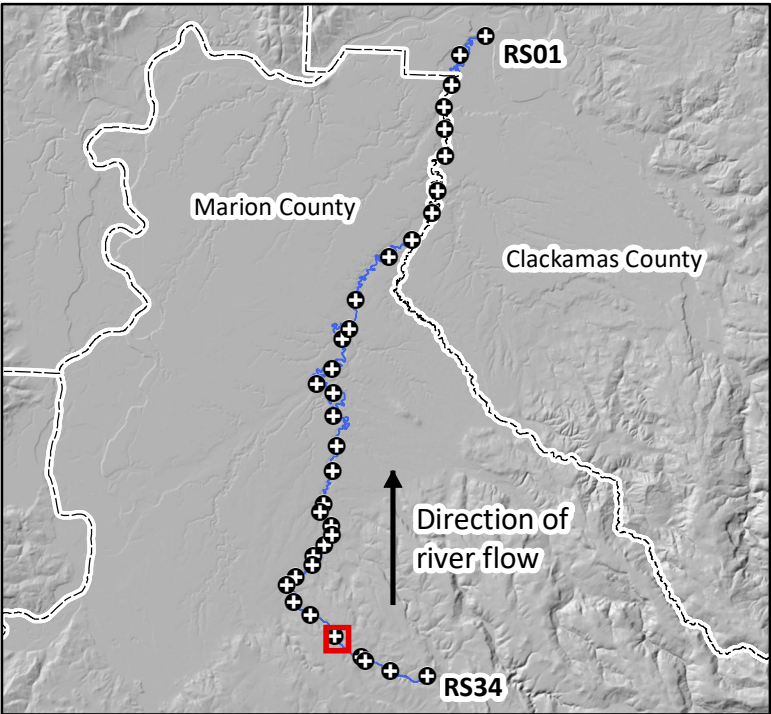 RS01
Marion County
Clackamas County
Direction of
river flow
RS34